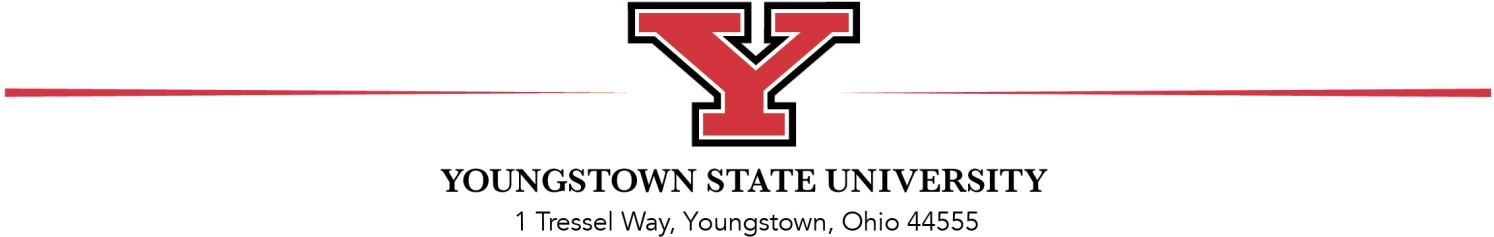 Y
YOUNGSTOWN STATE UNIVERSITY
1 Tressel Way, Youngstown, Ohio 44555